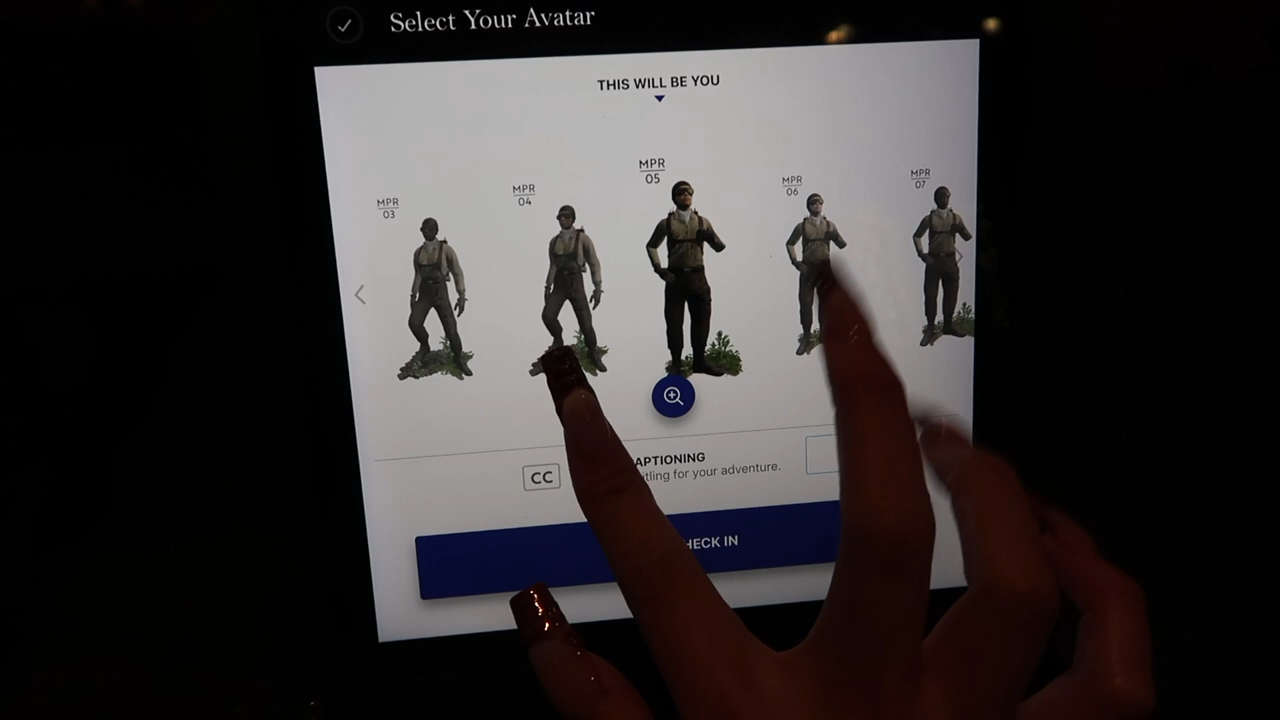 Select Your Avatar
THIS WILL BE YOU
MPR
03
MPR
04
MPR
05
MPR
06
MPR
07
CC
APTIONING
itling for your adventure.
HECK IN